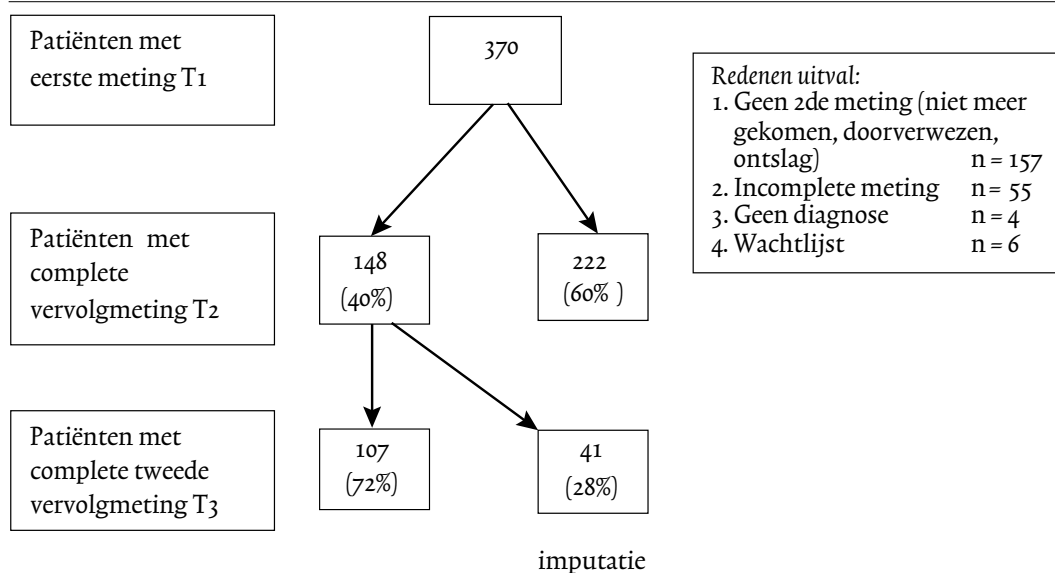 Patiënten met
eerste meting T1
370
Redenen uitval:
1. Geen 2de meting (niet meer
gekomen, doorverwezen,
ontslag) n = 157
2. Incomplete meting n = 55
3. Geen diagnose n = 4
4. Wachtlijst n = 6
Patiënten met
complete
vervolgmeting T2
148
(40%)
222
(60% )
Patiënten met
complete tweede
vervolgmeting T3
107
(72%)
41
(28%)
imputatie